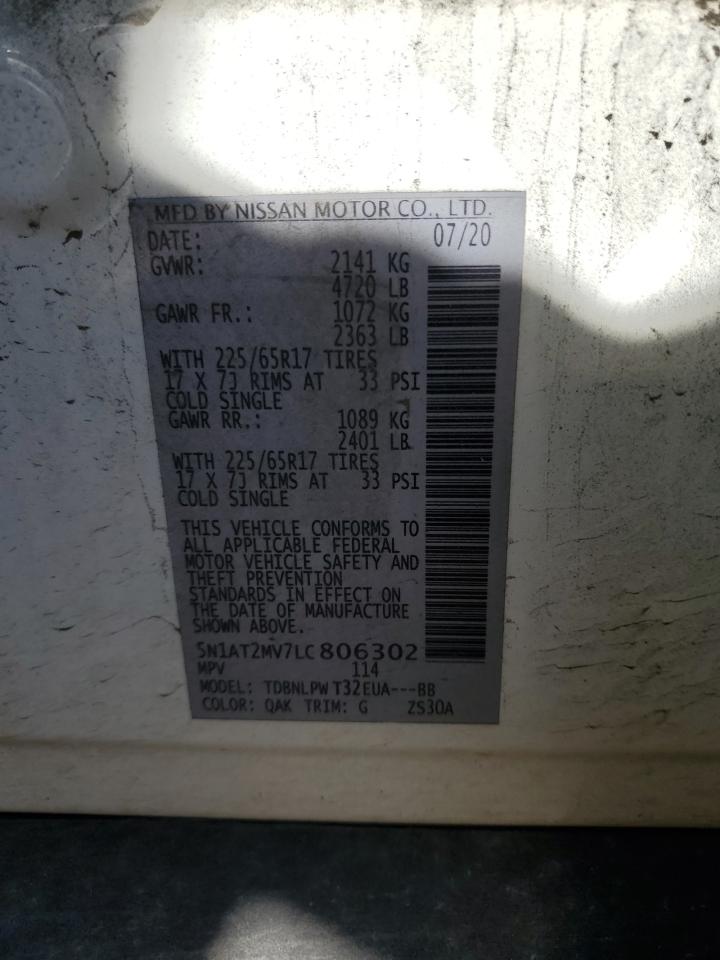 MFD BY NISSAN MOTOR CO., LTD.
DATE: 07/20
GVWR: 2141 KG
4720 LB
GAWR FR.: 1072 KG
2363 LB
WITH 225/65R17 TIRES
17 X 7J RIMS AT 33 PSI
COLD SINGLE
GAWR RR.: 1089 KG
2401 LB
WITH 225/65R17 TIRES
17 X 7J RIMS AT 33 PSI
COLD SINGLE
THIS VEHICLE CONFORMS TO
ALL APPLICABLE FEDERAL
MOTOR VEHICLE SAFETY AND
THEFT PREVENTION
STANDARDS IN EFFECT ON
THE DATE OF MANUFACTURE
SHOWN ABOVE.
5N1AT2MV7LC806302
MPV 114
MODEL: TDBNLPW T32EUA---BB
COLOR: QAK TRIM: G ZS30A